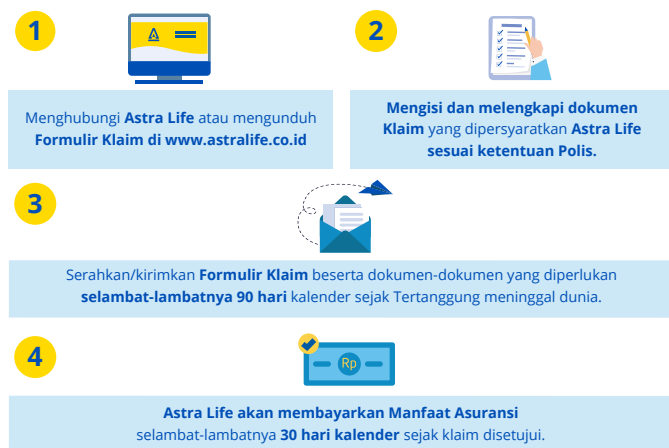 1
Menghubungi Astra Life atau mengunduh
Formulir Klaim di www.astralife.co.id
2
Mengisi dan melengkapi dokumen
Klaim yang dipersyaratkan Astra Life
sesuai ketentuan Polis.
3
Serahkan/kirimkan Formulir Klaim beserta dokumen-dokumen yang diperlukan
selambat-lambatnya 90 hari kalender sejak Tertanggung meninggal dunia.
4
Rp
Astra Life akan membayarkan Manfaat Asuransi
selambat-lambatnya 30 hari kalender sejak klaim disetujui.